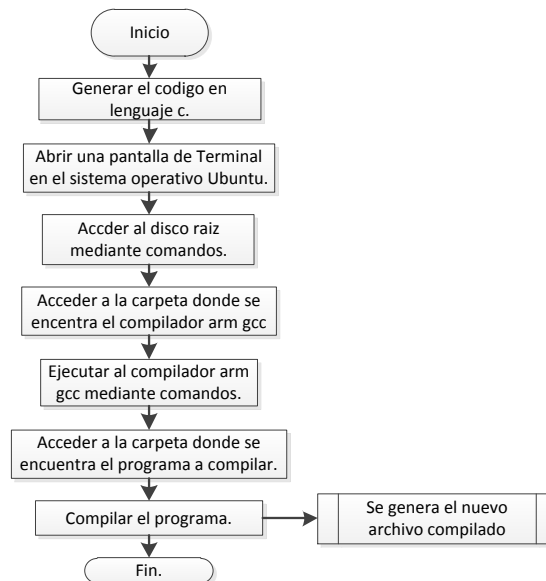 Inicio
Generar el codigo en
lenguaje c.
Abrir una pantalla de Terminal
en el sistema operativo Ubuntu.
Accder al disco raiz
mediante comandos.
Acceder a la carpeta donde se
encentra el compilador arm gcc
Ejecutar al compilador arm
gcc mediante comandos.
Acceder a la carpeta donde se
encuentra el programa a compilar.
Compilar el programa.
Se genera el nuevo
archivo compilado
Fin.